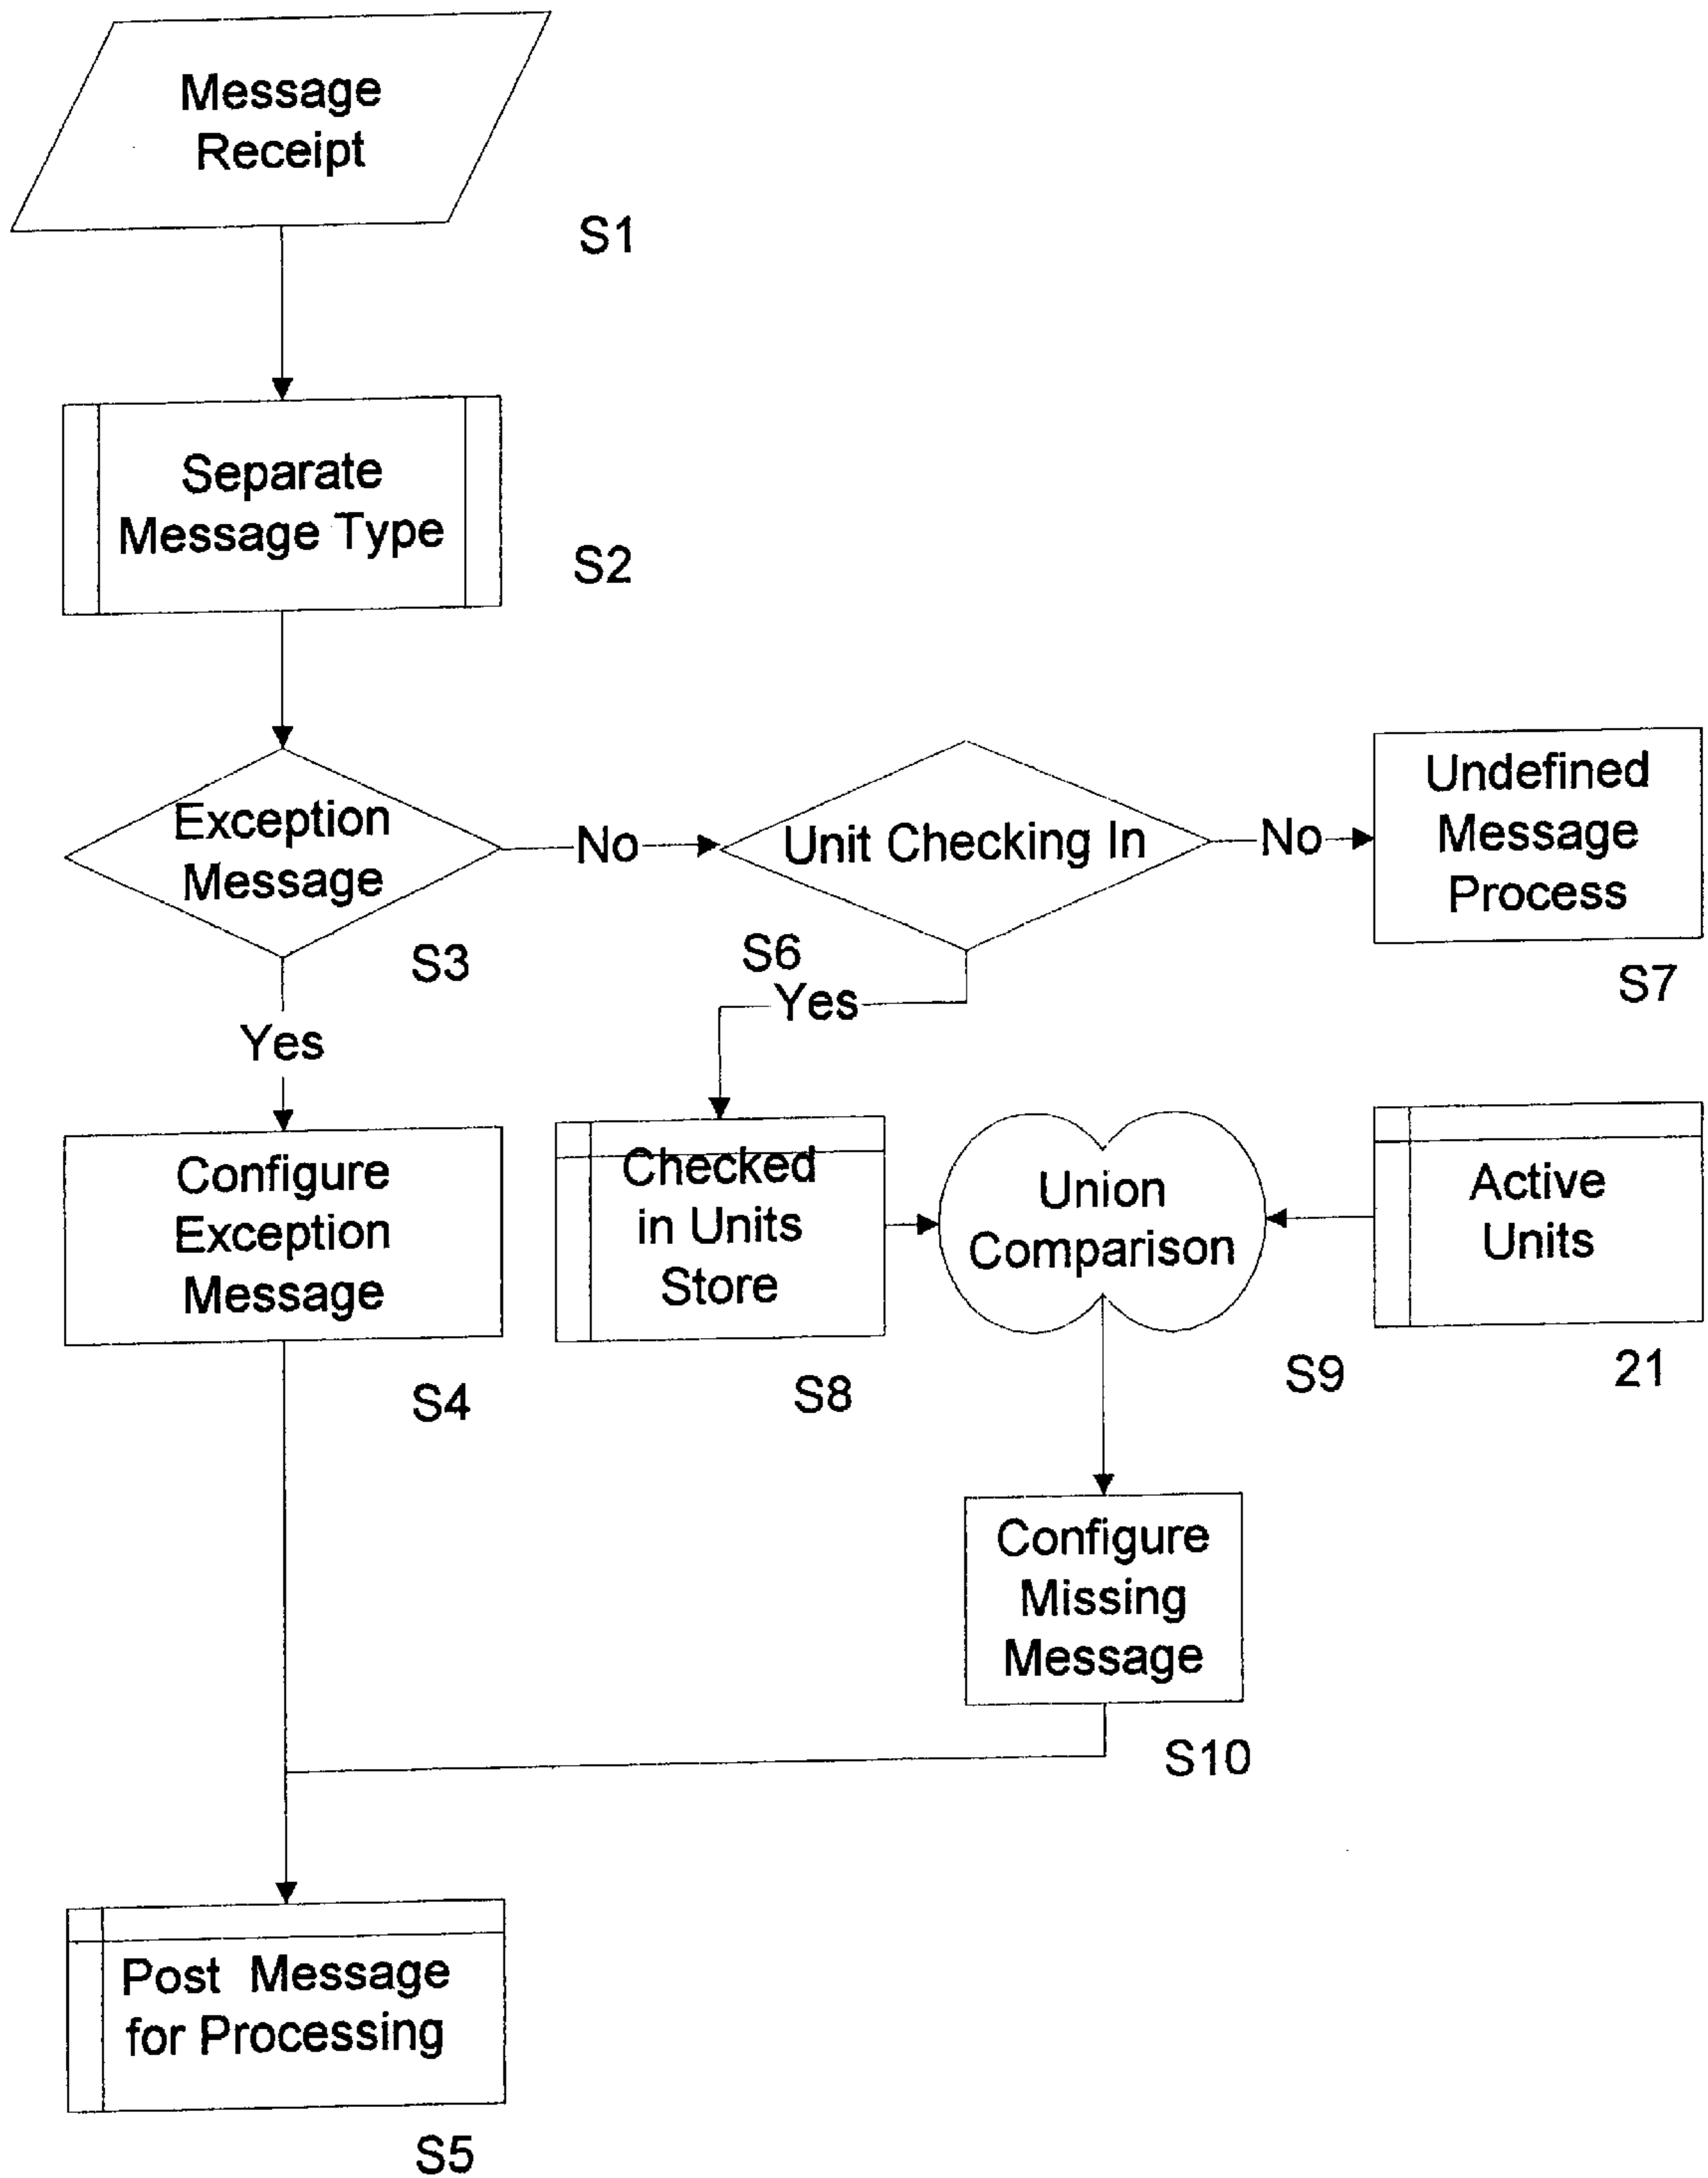 Message
Receipt
S1
Separate
Message Type
S2
Exception
Message
S3
No
Unit Checking In
S6
No
Undefined
Message
Process
S7
Yes
Yes
Configure
Exception
Message
S4
Checked
in Units
Store
S8
Union
Comparison
S9
Active
Units
21
Configure
Missing
Message
S10
Post Message
for Processing
S5